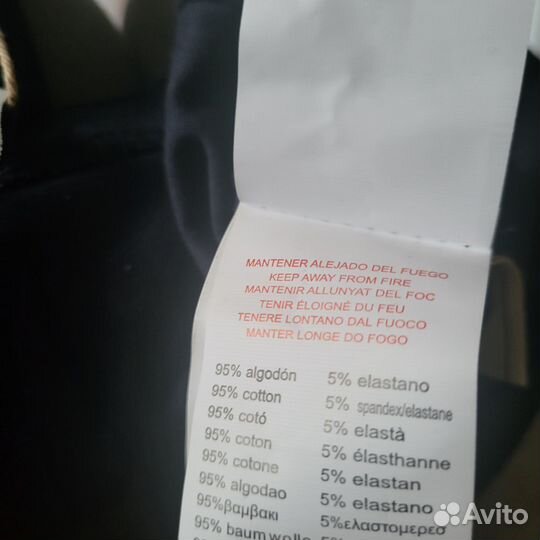 MANTENER ALEJADO DEL FUEGO
KEEP AWAY FROM FIRE
MANTENIR ALLUNYAT DEL FOC
TENIR ÉLOIGNÉ DU FEU
TENERE LONTANO DAL FUOCO
MANTER LONGE DO FOGO
95% algodón 5% elastano
95% cotton 5% spandex/elastane
95% cotó 5% elastà
95% coton 5% élasthanne
95% cotone 5% elastan
95% algodao 5% elastano
95%βαμβακι 5%ελαστομερεσ
95% baumwolle
Avito